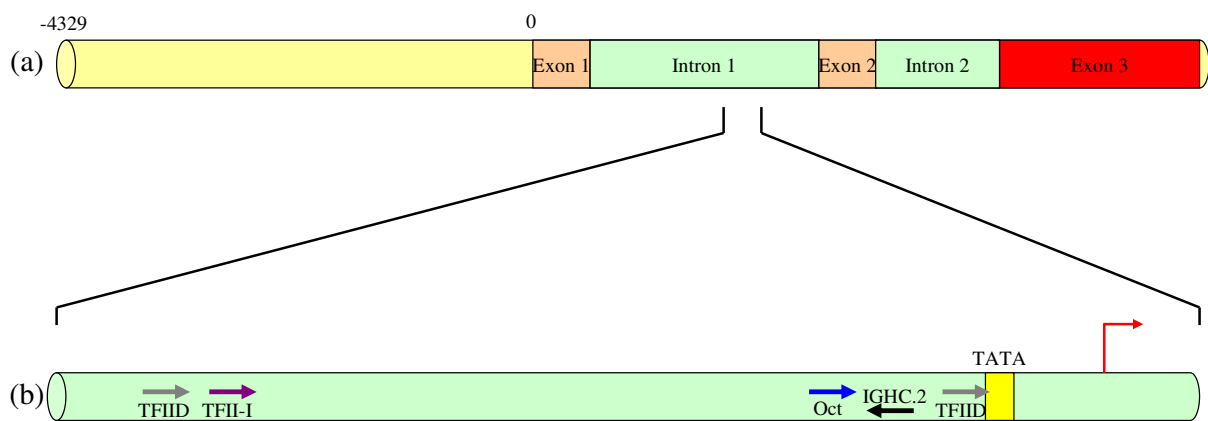 -4329 0
(a) Exon 1 Intron 1 Exon 2 Intron 2 Exon 3
TATA
(b) TFIID TFII-I Oct IGHC.2 TFIID